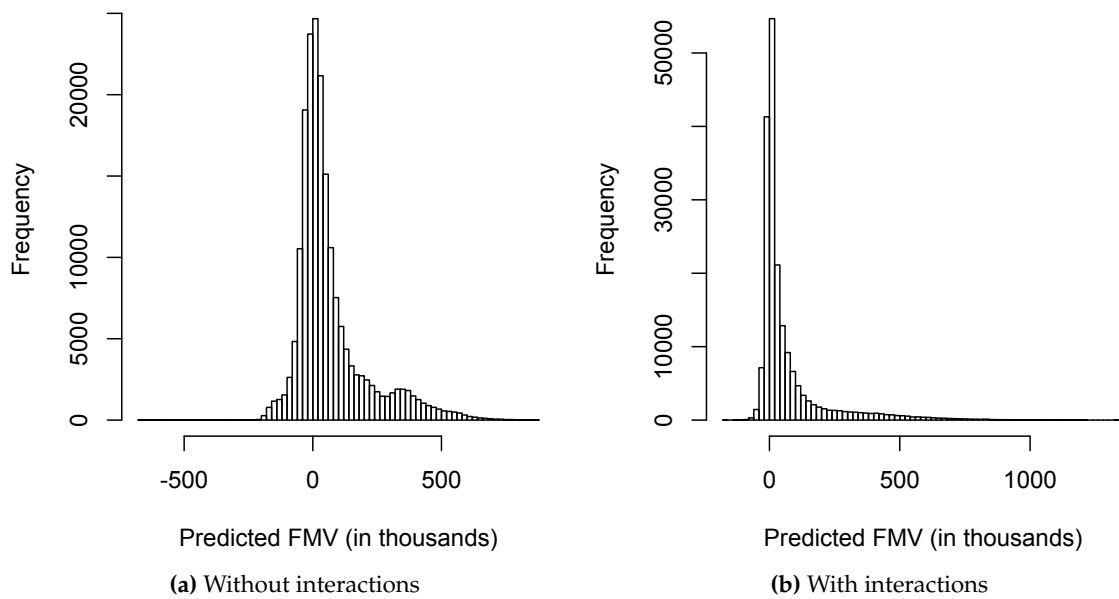 Frequency
0
5000
10000
20000
-500
0
500
Predicted FMV (in thousands)
(a) Without interactions
Frequency
0
10000
30000
50000
0
500
1000
Predicted FMV (in thousands)
(b) With interactions